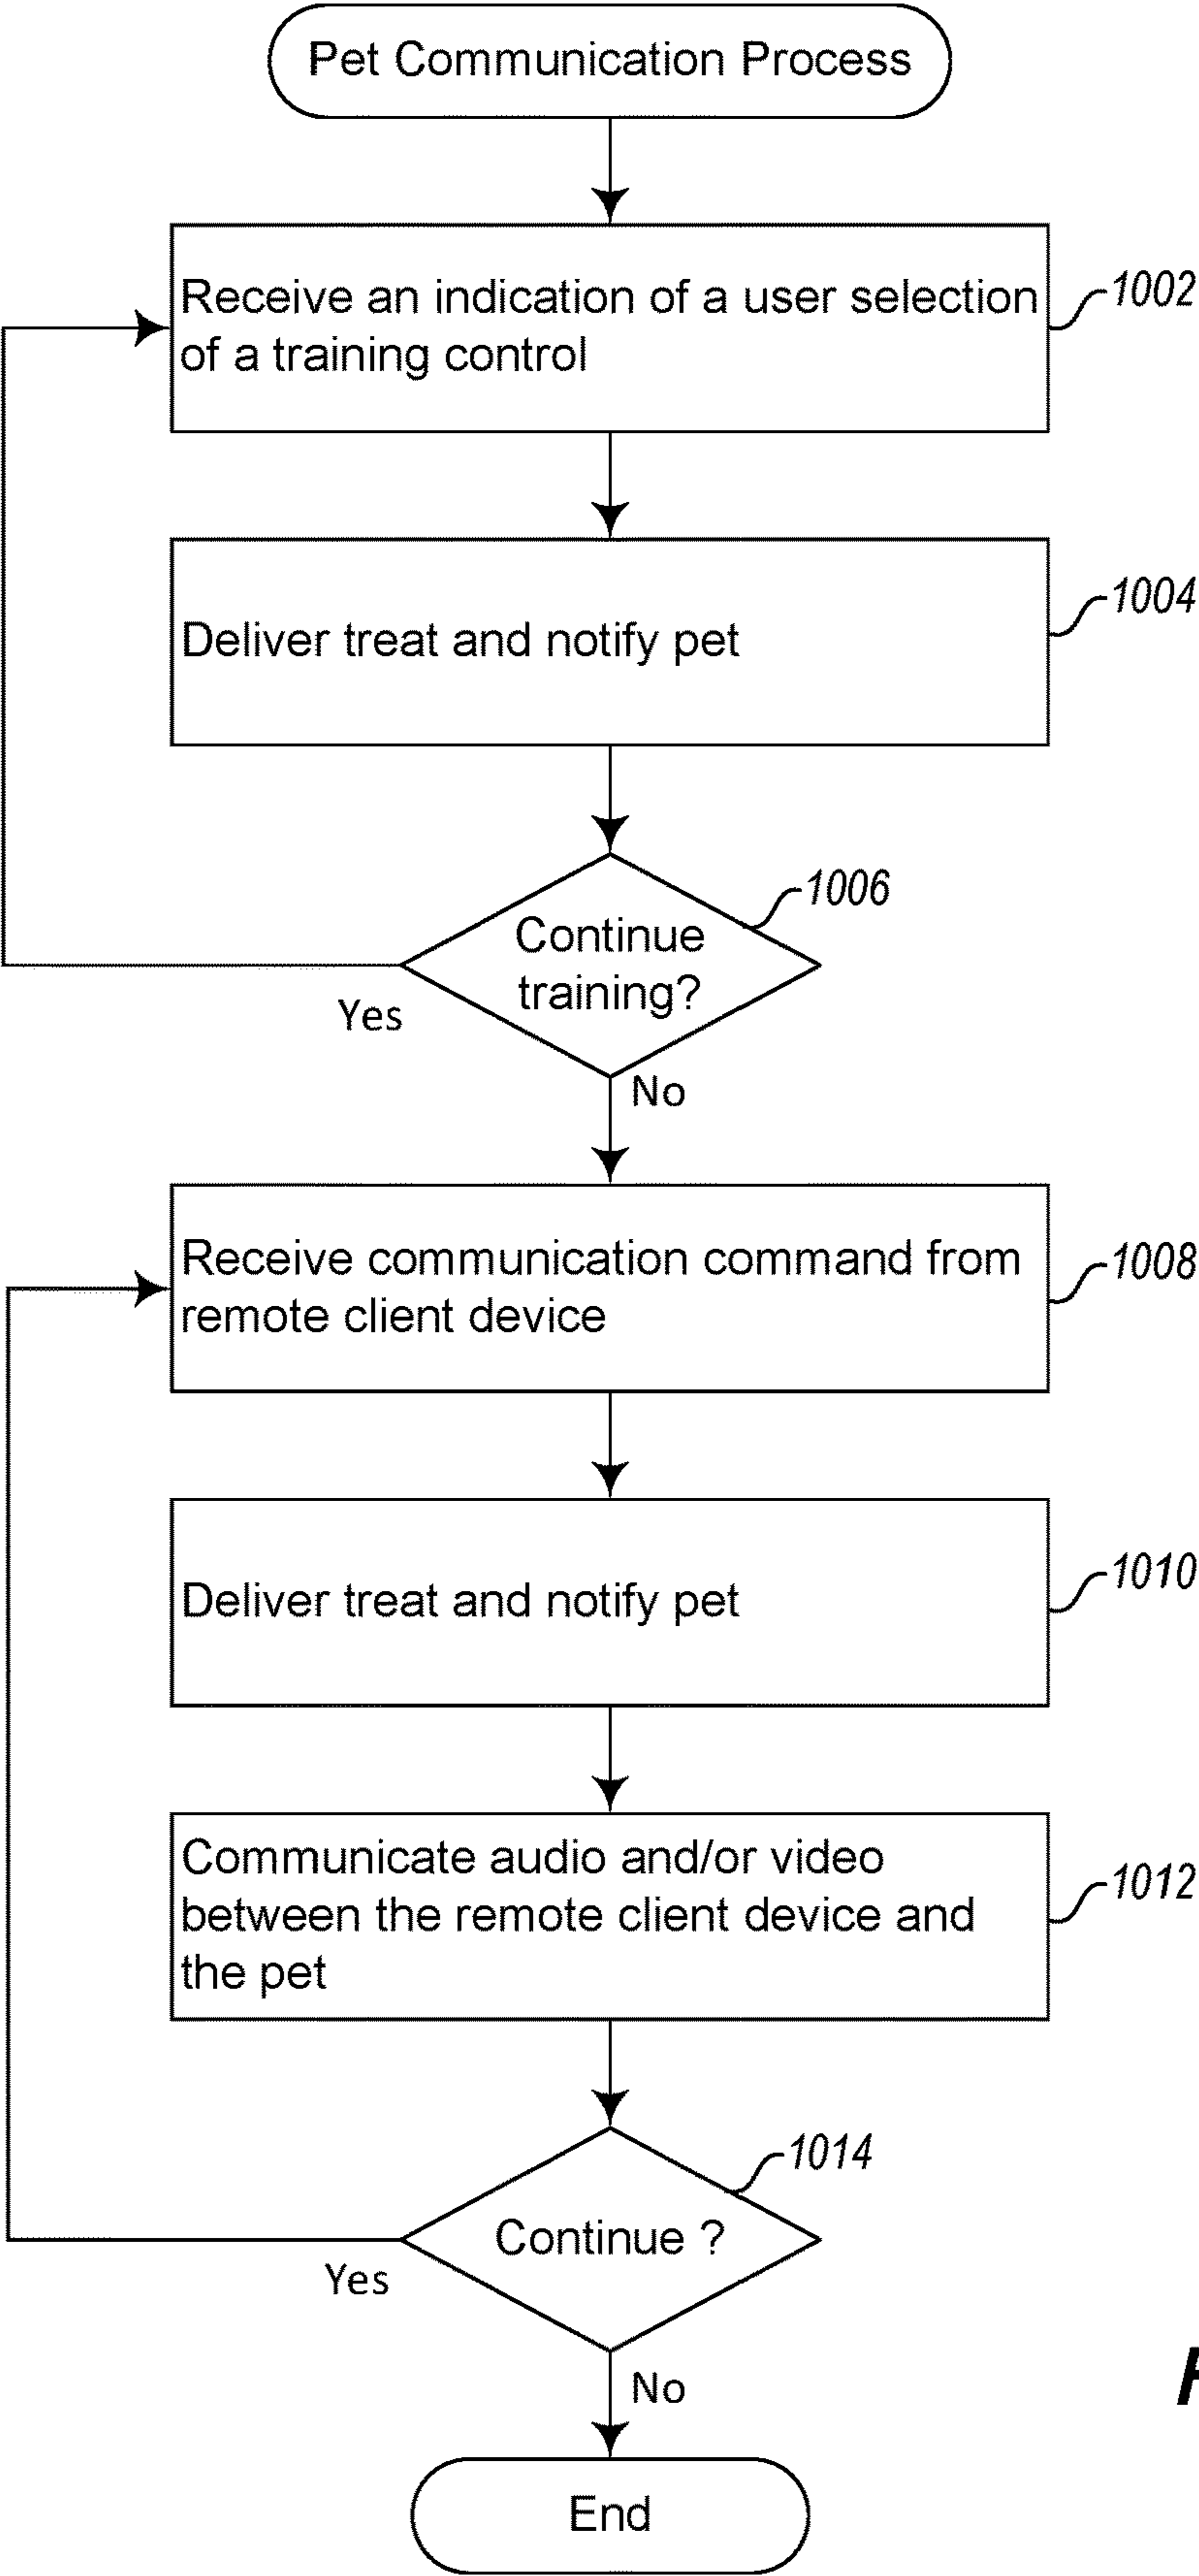 Pet Communication Process
Receive an indication of a user selection
of a training control
1002
Deliver treat and notify pet
1004
Continue
training?
1006
Yes
No
Receive communication command from
remote client device
1008
Deliver treat and notify pet
1010
Communicate audio and/or video
between the remote client device and
the pet
1012
Continue ?
1014
Yes
No
End